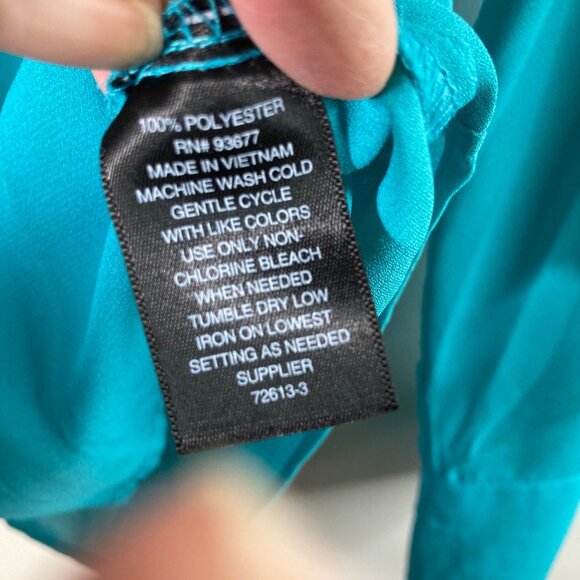 100% POLYESTER
RN# 93677
MADE IN VIETNAM
MACHINE WASH COLD
GENTLE CYCLE
WITH LIKE COLORS
USE ONLY NON-
CHLORINE BLEACH
WHEN NEEDED
TUMBLE DRY LOW
IRON ON LOWEST
SETTING AS NEEDED
SUPPLIER
72613-3